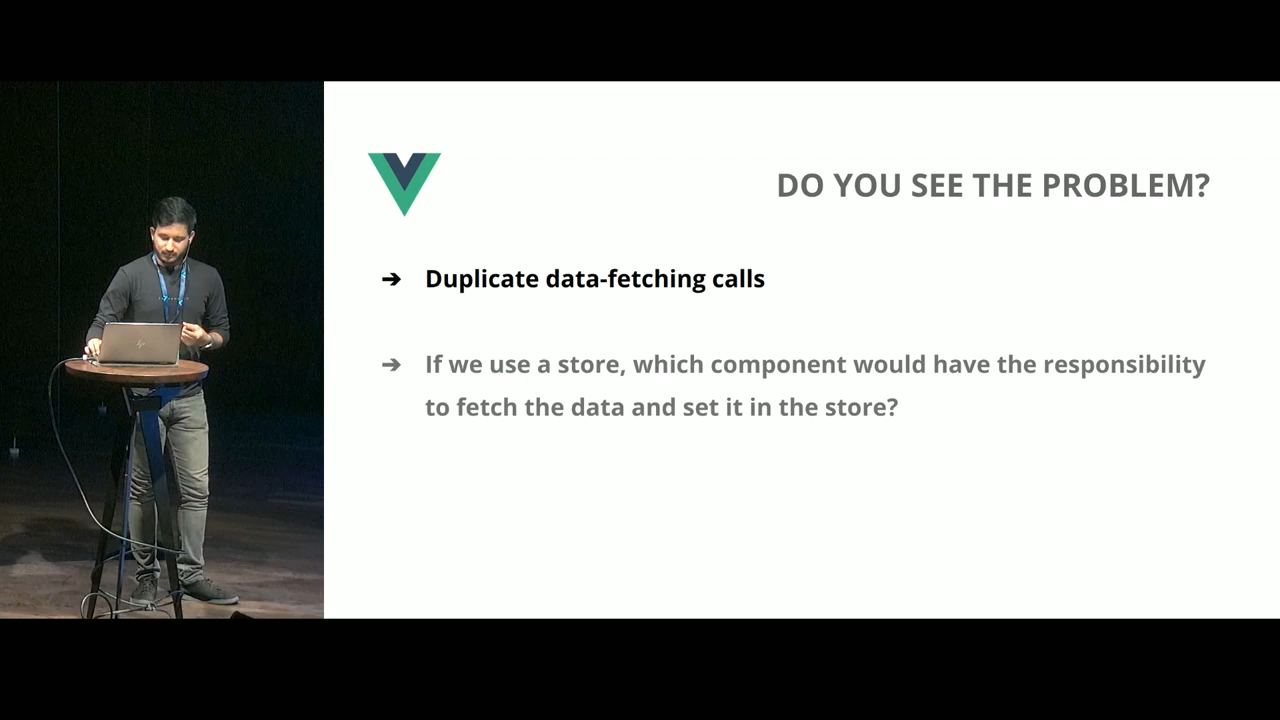 DO YOU SEE THE PROBLEM?
➔ Duplicate data-fetching calls
➔ If we use a store, which component would have the responsibility
to fetch the data and set it in the store?